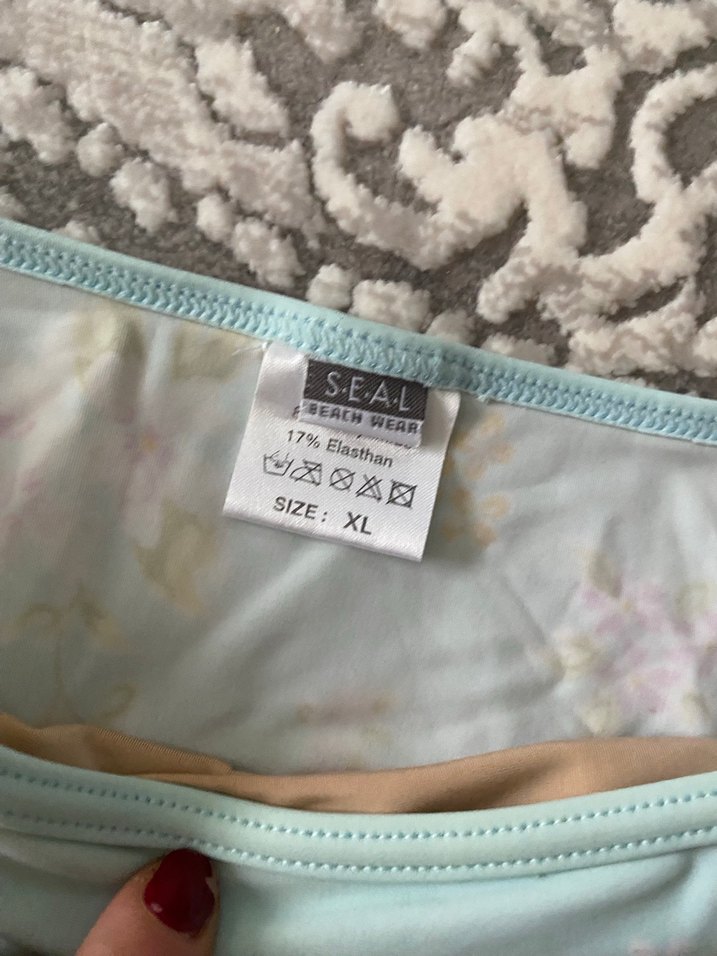 S·E·A·L
BEACH WEAR
17% Elasthan
SIZE: XL